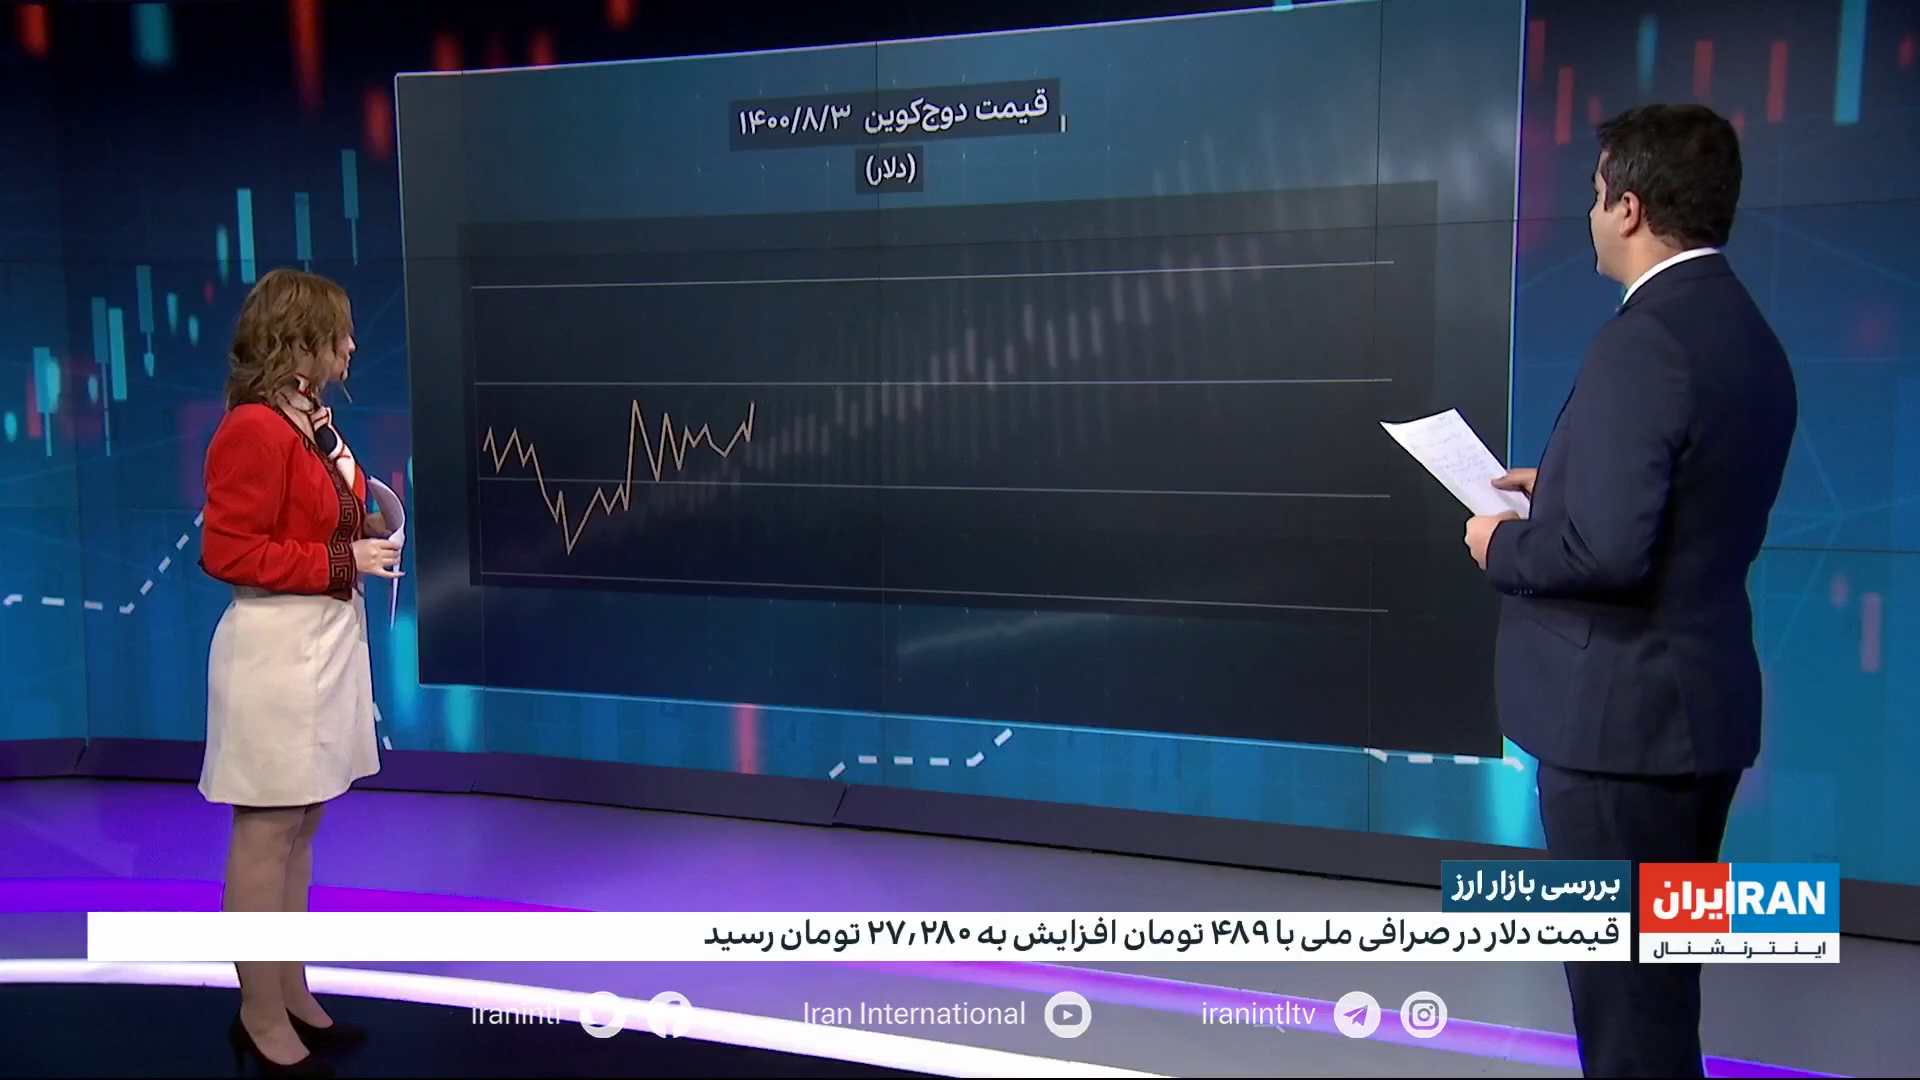 قیمت دوج‌کوین ۱۴۰۰/۸/۳
(دلار)
بررسی بازار ارز
قیمت دلار در صرافی ملی با ۴۸۹ تومان افزایش به ۲۷٫۲۸۰ تومان رسید
ایران IRAN
اینترنشنال
iranintl
Iran International
iranintltv